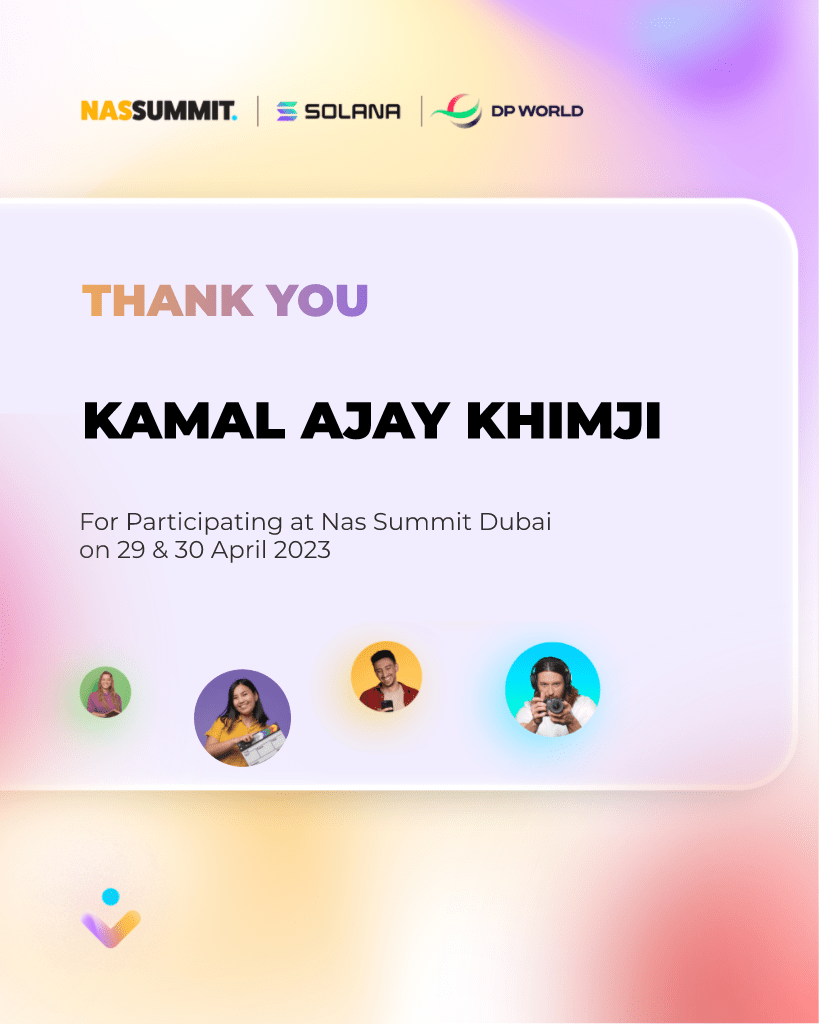 NASSUMMIT. | SOLANA | DP WORLD
THANK YOU
KAMAL AJAY KHIMJI
For Participating at Nas Summit Dubai
on 29 & 30 April 2023